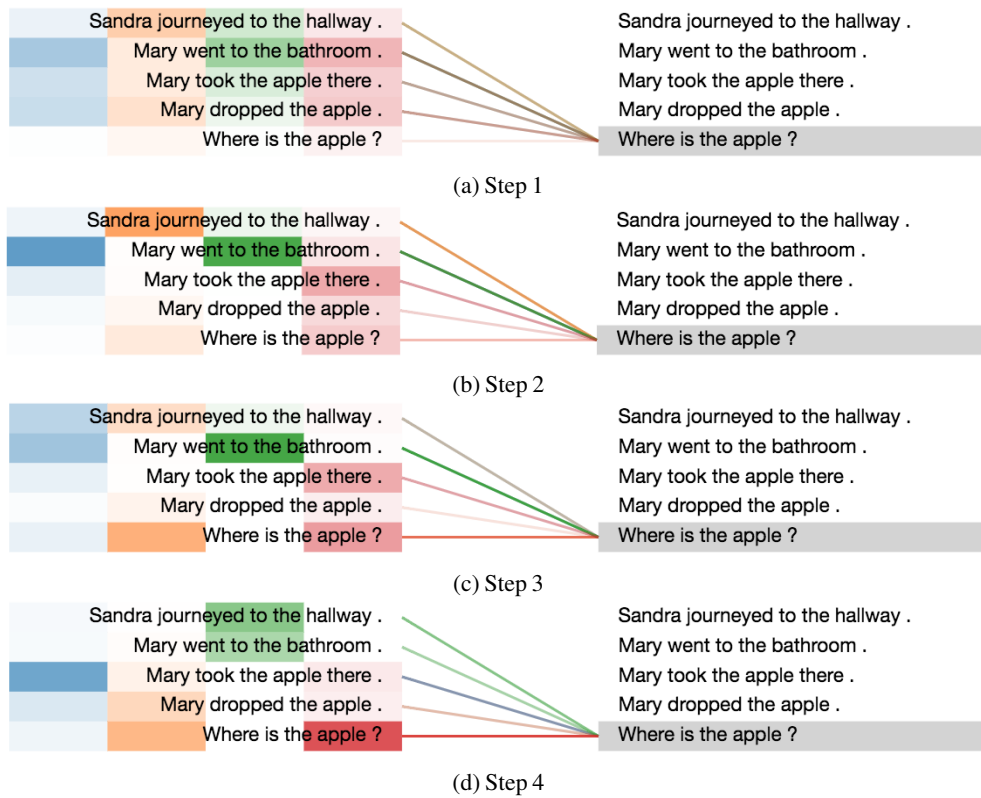 Sandra journeyed to the hallway . Sandra journeyed to the hallway .
Mary went to the bathroom . Mary went to the bathroom .
Mary took the apple there . Mary took the apple there .
Mary dropped the apple . Mary dropped the apple .
Where is the apple ? Where is the apple ?
(a) Step 1
Sandra journeyed to the hallway . Sandra journeyed to the hallway .
Mary went to the bathroom . Mary went to the bathroom .
Mary took the apple there . Mary took the apple there .
Mary dropped the apple . Mary dropped the apple .
Where is the apple ? Where is the apple ?
(b) Step 2
Sandra journeyed to the hallway . Sandra journeyed to the hallway .
Mary went to the bathroom . Mary went to the bathroom .
Mary took the apple there . Mary took the apple there .
Mary dropped the apple . Mary dropped the apple .
Where is the apple ? Where is the apple ?
(c) Step 3
Sandra journeyed to the hallway . Sandra journeyed to the hallway .
Mary went to the bathroom . Mary went to the bathroom .
Mary took the apple there . Mary took the apple there .
Mary dropped the apple . Mary dropped the apple .
Where is the apple ? Where is the apple ?
(d) Step 4